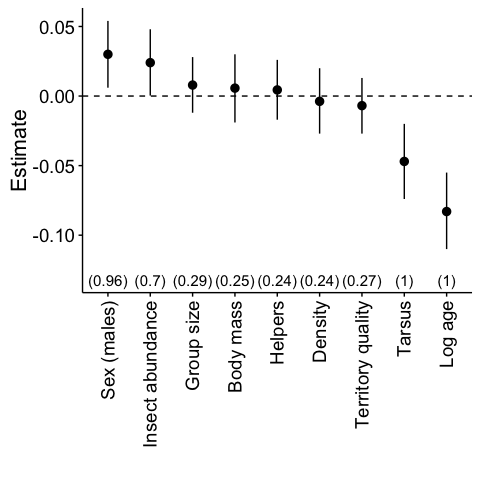 0.05
0.00
-0.05
-0.10
Estimate
(0.96) (0.7) (0.29) (0.25) (0.24) (0.24) (0.27) (1) (1)
Sex (males)
Insect abundance
Group size
Body mass
Helpers
Density
Territory quality
Tarsus
Log age